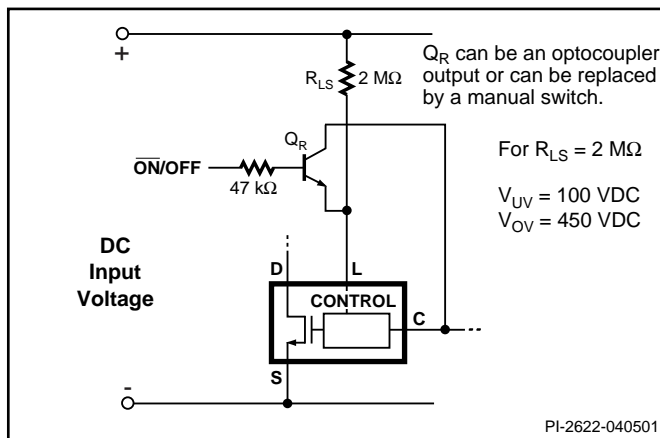 +
Q_R can be an optocoupler
output or can be replaced
by a manual switch.
R_LS 2 MΩ
Q_R
For R_LS = 2 MΩ
ON/OFF
47 kΩ
V_UV = 100 VDC
V_OV = 450 VDC
DC
Input
Voltage
D L
CONTROL
C
S
-
PI-2622-040501